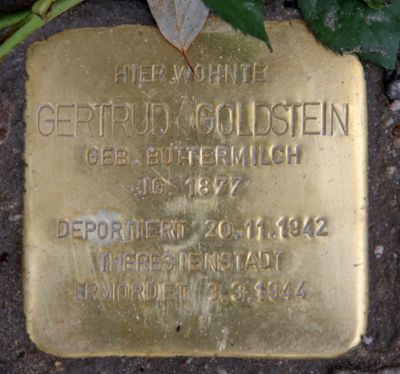 HIER WOHNTE
GERTRUD GOLDSTEIN
GEB. BUTTERMILCH
JG. 1877
DEPORTIERT 20.11.1942
THERESIENSTADT
ERMORDET 3.3.1944